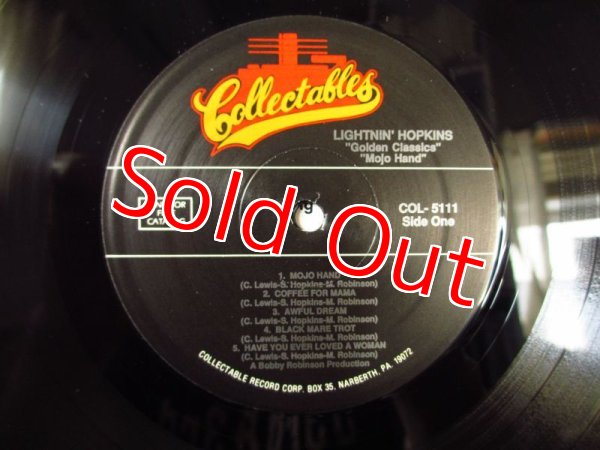 Collectables
LIGHTNIN' HOPKINS
"Golden Classics"
"Mojo Hand"
COL- 5111
Side One
Sold Out
CATA
1. MOJO HAND
(C. Lewis-S. Hopkins-M. Robinson)
2. COFFEE FOR MAMA
(C. Lewis-S. Hopkins-M. Robinson)
3. AWFUL DREAM
(C. Lewis-S. Hopkins-M. Robinson)
4. BLACK MARE TROT
(C. Lewis-S. Hopkins-M. Robinson)
5. HAVE YOU EVER LOVED A WOMAN
(C. Lewis-S. Hopkins-M. Robinson)
A Bobby Robinson Production
COLLECTABLE RECORD CORP. BOX 35, NARBERTH, PA 19072